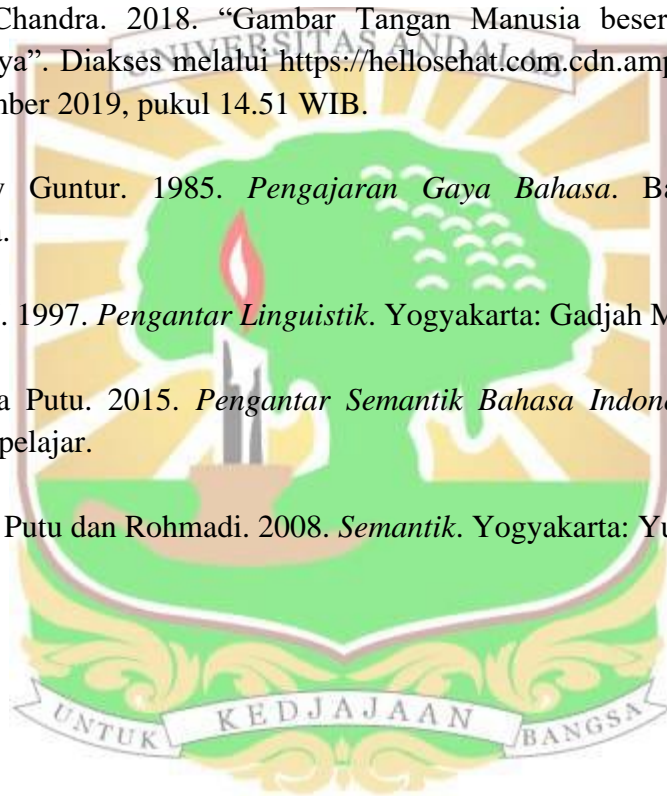 Chandra. 2018. “Gambar Tangan Manusia beser
ya”. Diakses melalui https://hellosehat.com.cdn.amp
mber 2019, pukul 14.51 WIB.
UNIVERSITAS ANDALAS
Guntur. 1985. Pengajaran Gaya Bahasa. Ba
a.
. 1997. Pengantar Linguistik. Yogyakarta: Gadjah M
a Putu. 2015. Pengantar Semantik Bahasa Indone
pelajar.
Putu dan Rohmadi. 2008. Semantik. Yogyakarta: Yu
UNTUK KEDJAJAAN BANGSA